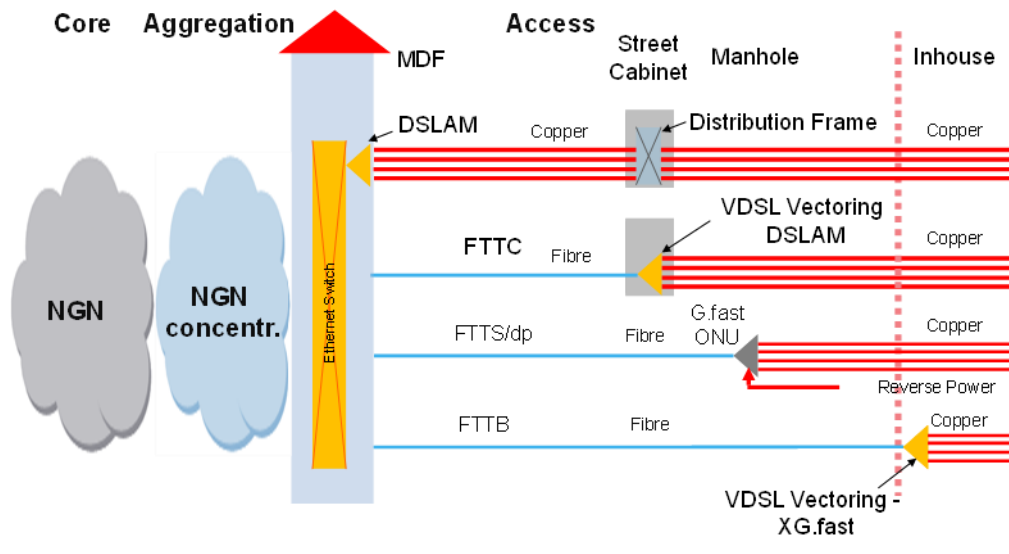 Core
Aggregation
Access
MDF
Street
Cabinet
Manhole
Inhouse
DSLAM
Copper
Distribution Frame
Copper
VDSL Vectoring
DSLAM
FTTC
Fibre
Copper
NGN
NGN
concentr.
Ethernet Switch
FTTS/dp
Fibre
G.fast
ONU
Copper
Reverse Power
FTTB
Fibre
Copper
VDSL Vectoring -
XG.fast